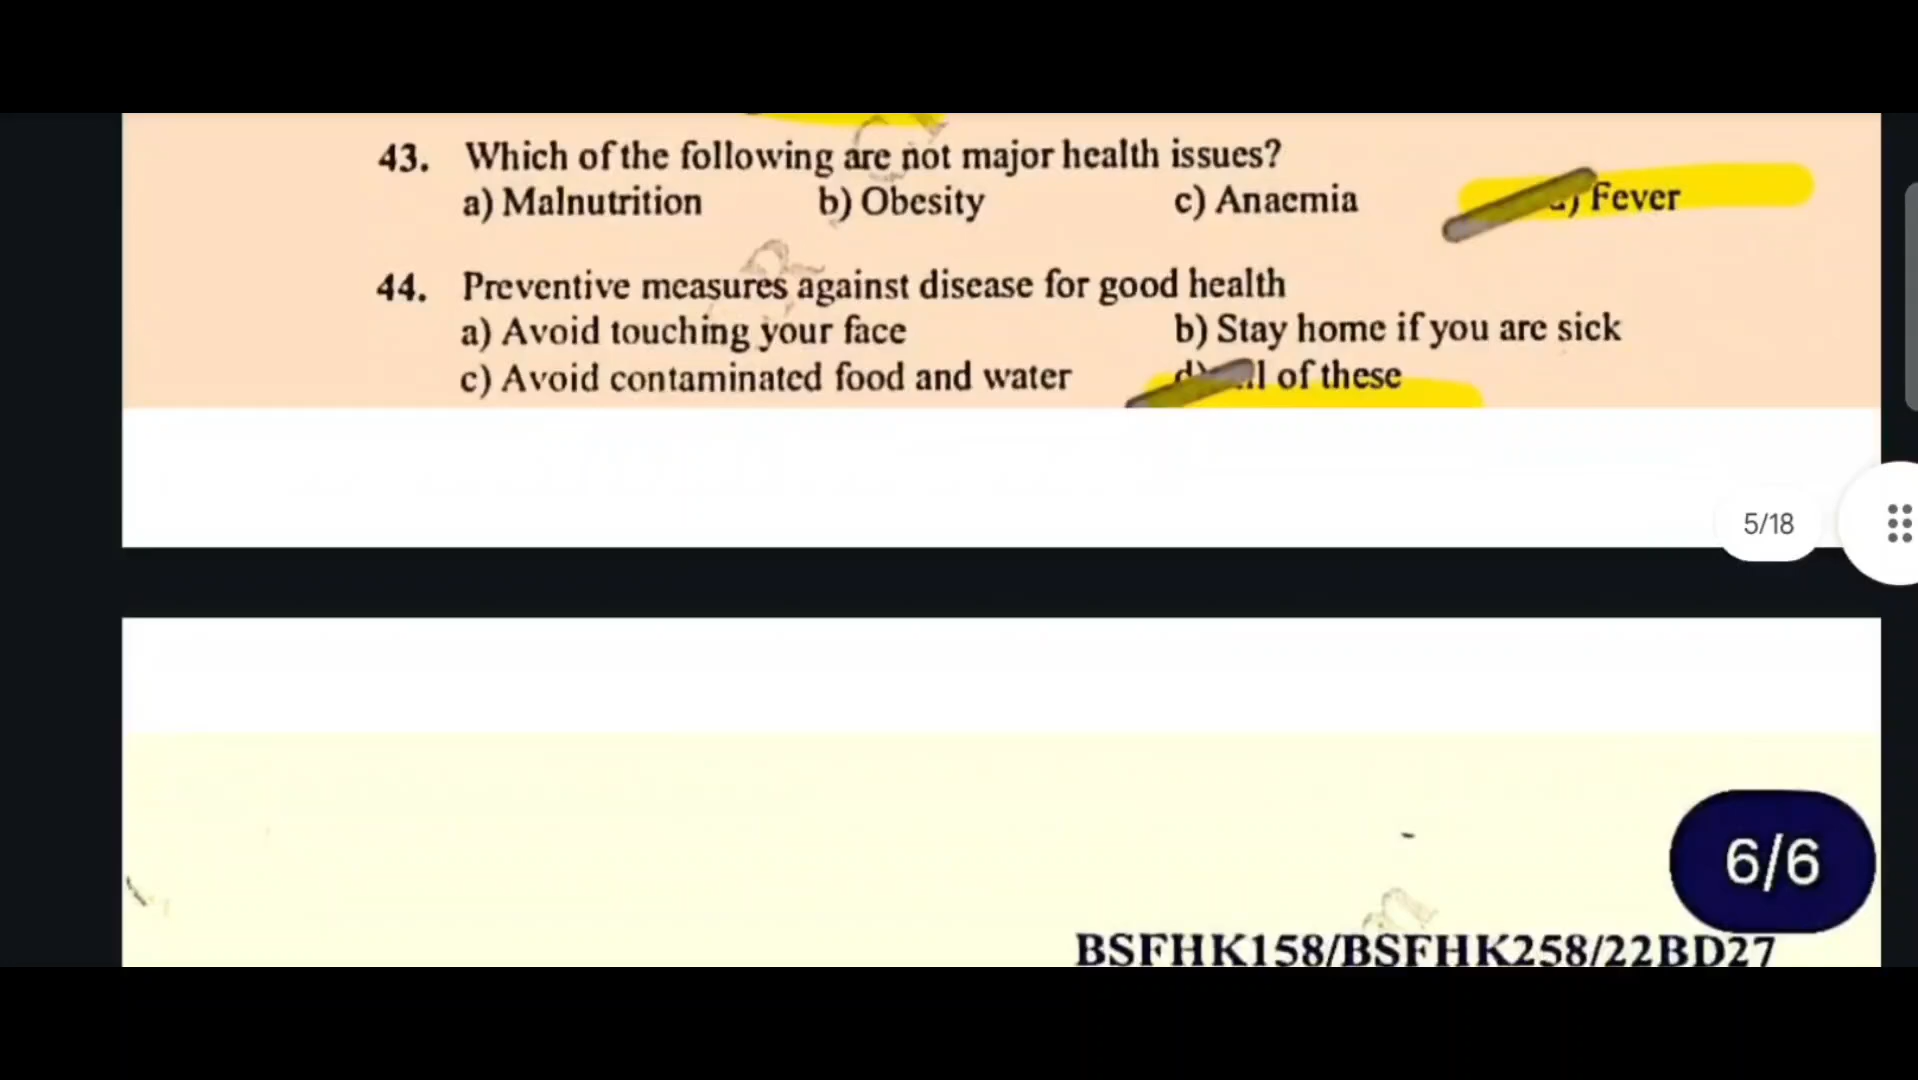 43. Which of the following are not major health issues?
a) Malnutrition b) Obesity c) Anaemia Fever
44. Preventive measures against disease for good health
a) Avoid touching your face b) Stay home if you are sick
c) Avoid contaminated food and water of these
5/18
6/6
BSFHK158/BSFHK258/22BD27